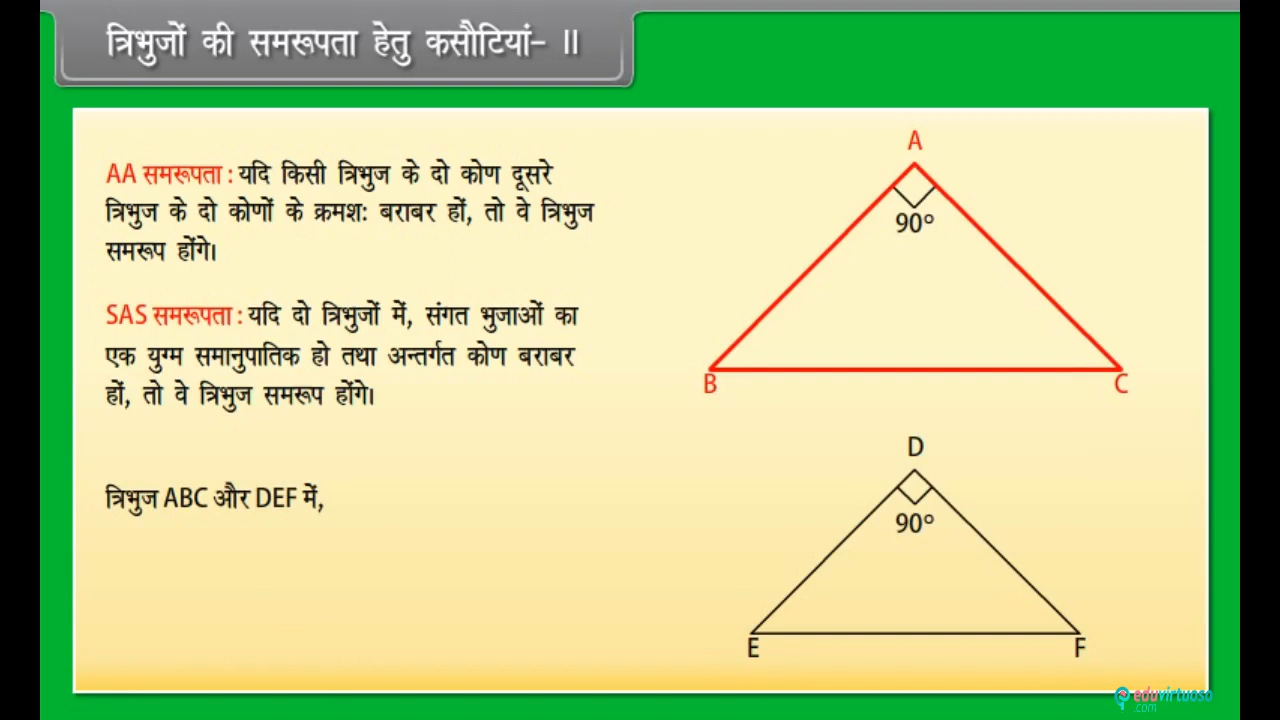 त्रिभुजों की समरूपता हेतु कसौटियां- II
AA समरूपता : यदि किसी त्रिभुज के दो कोण दूसरे
त्रिभुज के दो कोणों के क्रमशः बराबर हों, तो वे त्रिभुज
समरूप होंगे।
SAS समरूपता : यदि दो त्रिभुजों में, संगत भुजाओं का
एक युग्म समानुपातिक हो तथा अन्तर्गत कोण बराबर
हों, तो वे त्रिभुज समरूप होंगे।
त्रिभुज ABC और DEF में,
A
90°
B
C
D
90°
E
F
eduvirtuoso
.com